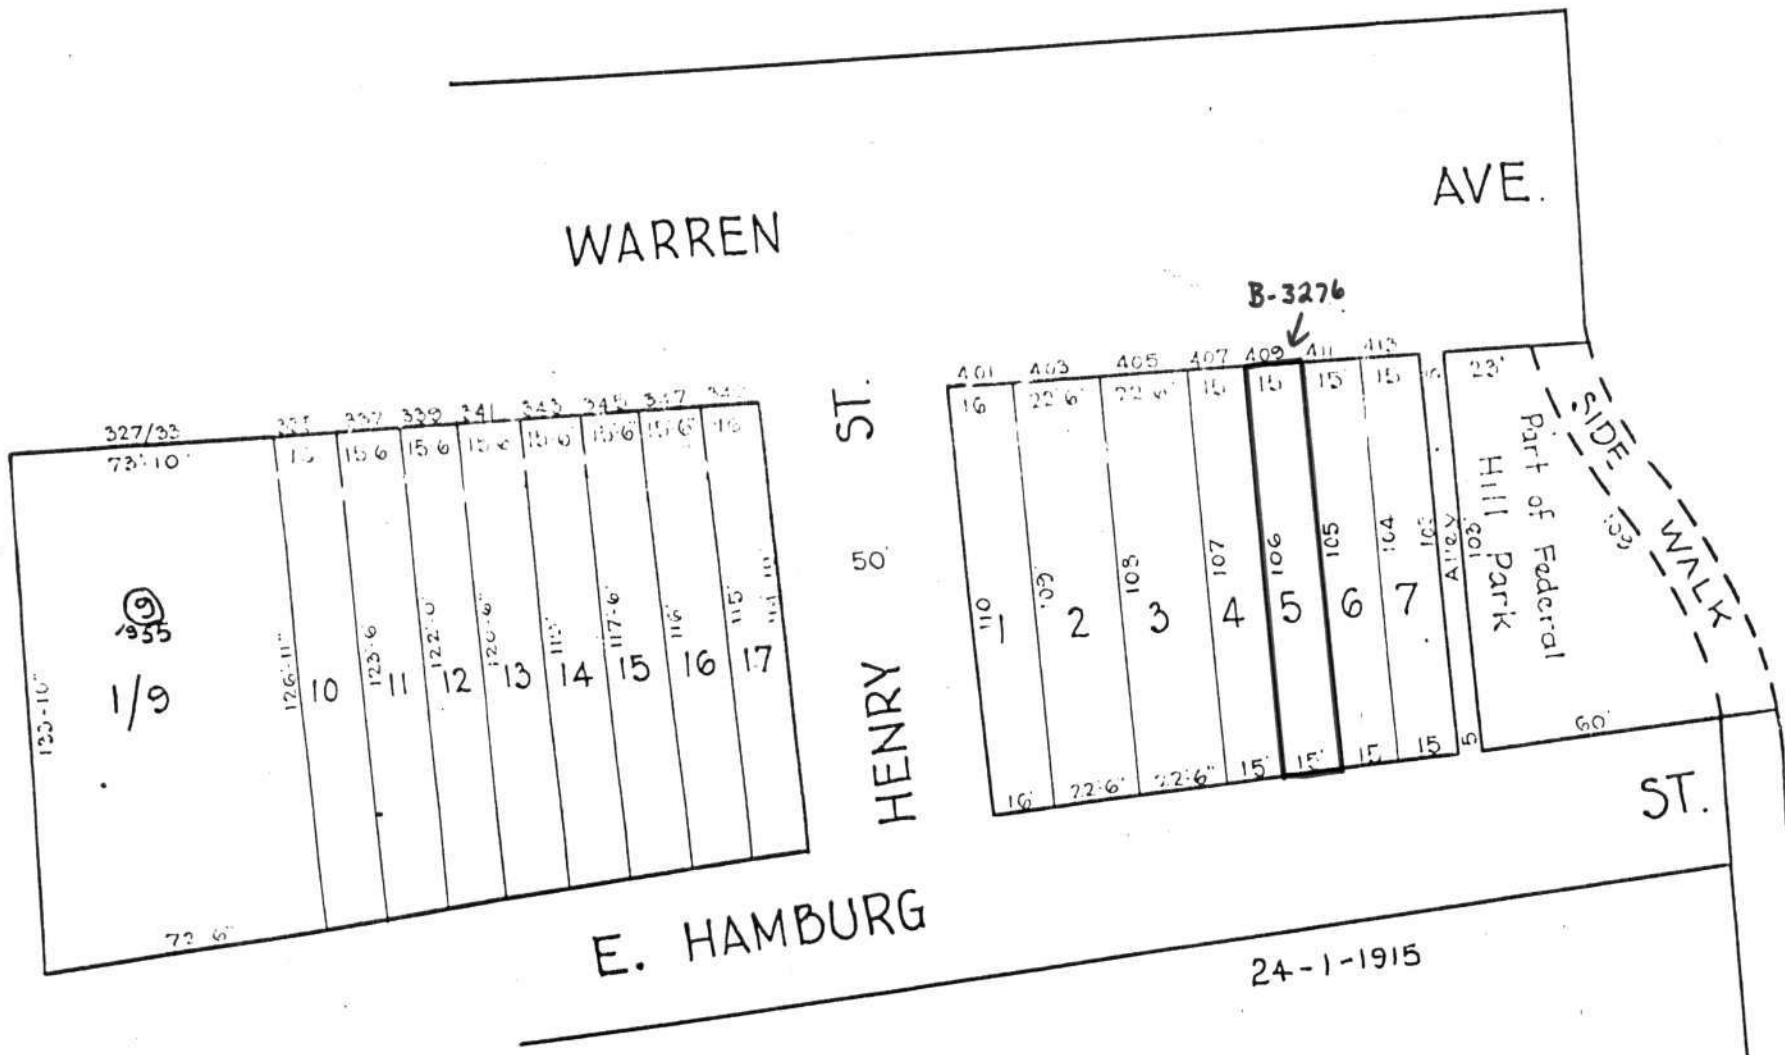 WARREN AVE.
B-3276
401 403 405 407 409 411 413
16 22 6" 15 15 15' 15 5 23'
327/33 337 339 341 343 345 347
73'-10" 15 6 15 6 15-6 15-6 15-6 16
HENRY ST.
50'
SIDE WALK
Part of Federal
Hill Park
Alley
103'
110 109' 108 107 106 105 104
1 2 3 4 5 6 7
9
1955
1/9
126-11" 123-6 120-6" 117-6" 116' 115'
10 11 12 13 14 15 16 17
16' 22-6" 22-6" 15' 15' 15 15 5 60'
72 6"
E. HAMBURG ST.
24-1-1915